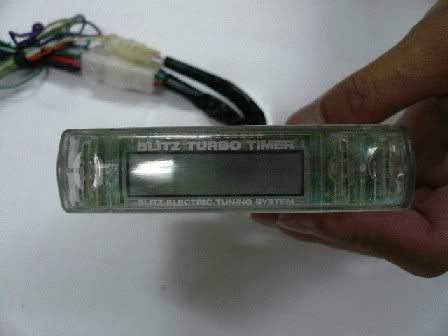 BLITZ TURBO TIMER
BLITZ ELECTRIC TUNING SYSTEM